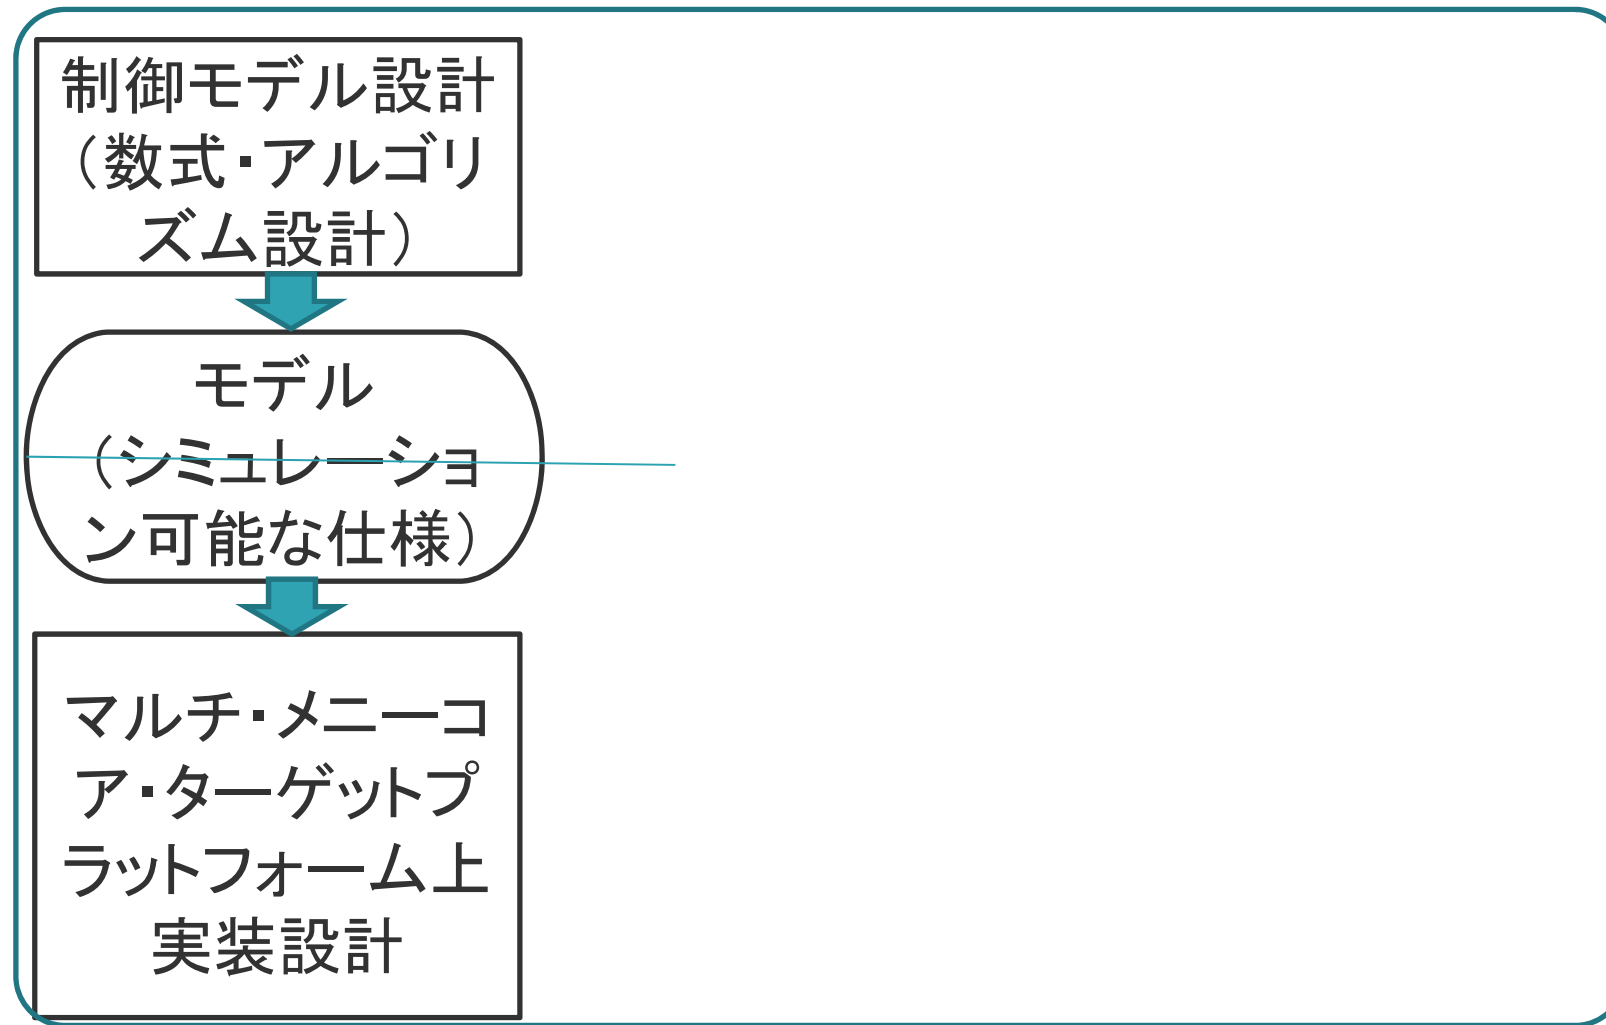 制御モデル設計
（数式・アルゴリ
ズム設計）
モデル
（シミュレーショ
ン可能な仕様）
マルチ・メニーコ
ア・ターゲットプ
ラットフォーム上
実装設計